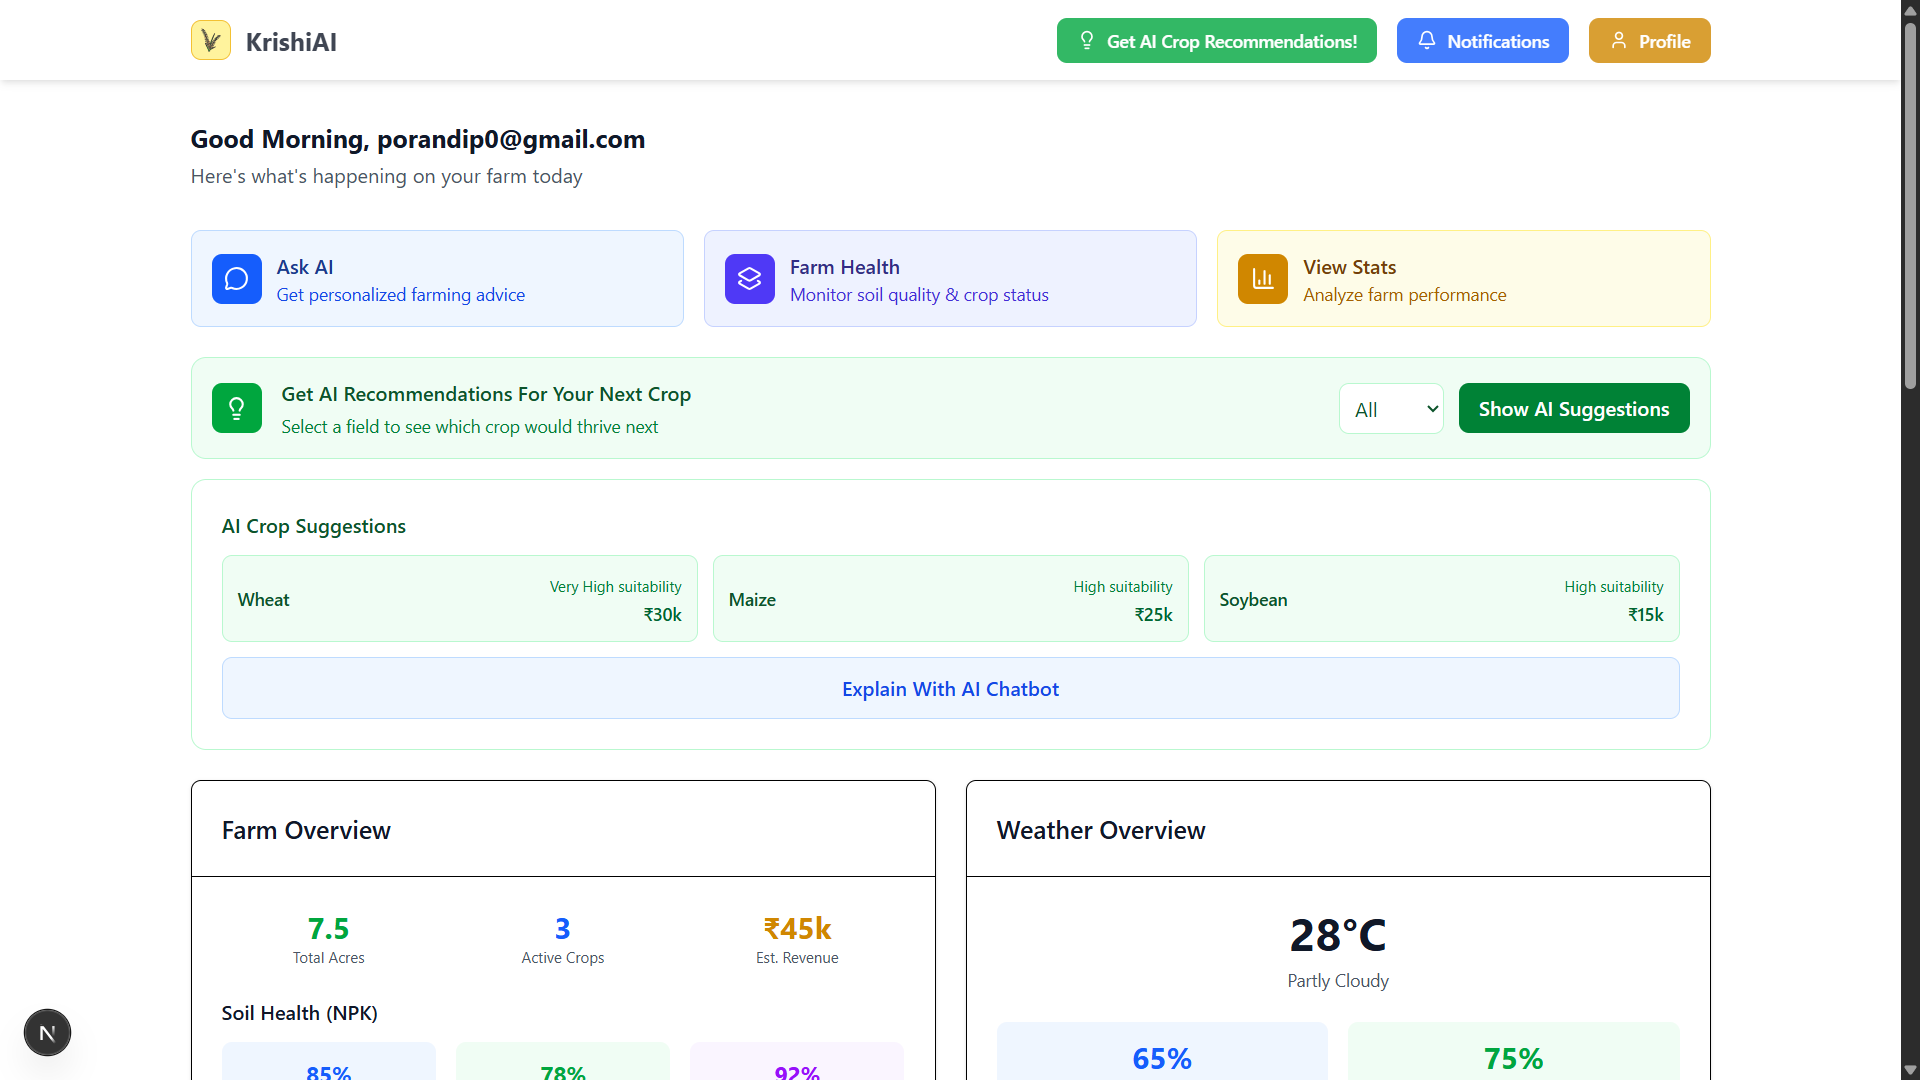 KrishiAI
Get AI Crop Recommendations!
Notifications
Profile
Good Morning, porandip0@gmail.com
Here's what's happening on your farm today
Ask AI
Get personalized farming advice
Farm Health
Monitor soil quality & crop status
View Stats
Analyze farm performance
Get AI Recommendations For Your Next Crop
Select a field to see which crop would thrive next
All
Show AI Suggestions
AI Crop Suggestions
Wheat
Very High suitability
₹30k
Maize
High suitability
₹25k
Soybean
High suitability
₹15k
Explain With AI Chatbot
Farm Overview
7.5
Total Acres
3
Active Crops
₹45k
Est. Revenue
Soil Health (NPK)
85%
78%
92%
Weather Overview
28°C
Partly Cloudy
65%
75%
N